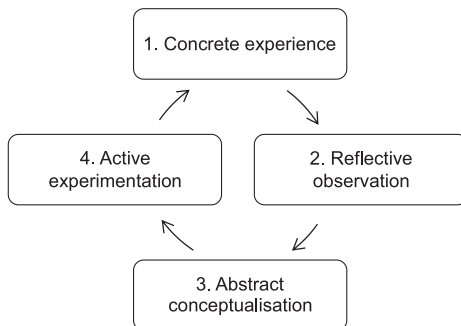 1. Concrete experience
2. Reflective
observation
3. Abstract
conceptualisation
4. Active
experimentation